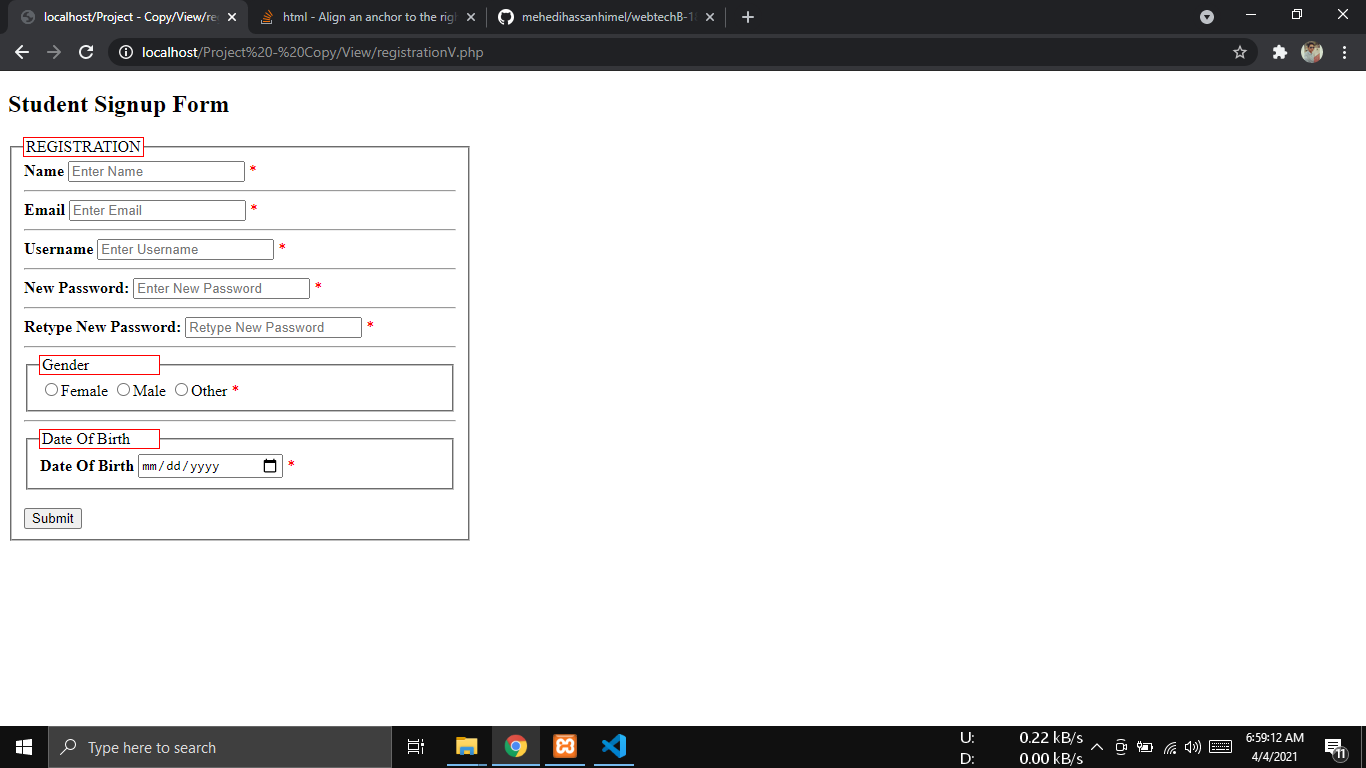 localhost/Project - Copy/View/re
html - Align an anchor to the rig
mehedihassanhimel/webtechB-18
localhost/Project%20-%20Copy/View/registrationV.php
Student Signup Form
REGISTRATION
Name Enter Name *
Email Enter Email *
Username Enter Username *
New Password: Enter New Password *
Retype New Password: Retype New Password *
Gender
Female Male Other *
Date Of Birth
Date Of Birth mm/dd/yyyy *
Submit
Type here to search
U: 0.22 kB/s
D: 0.00 kB/s
6:59:12 AM
4/4/2021
11